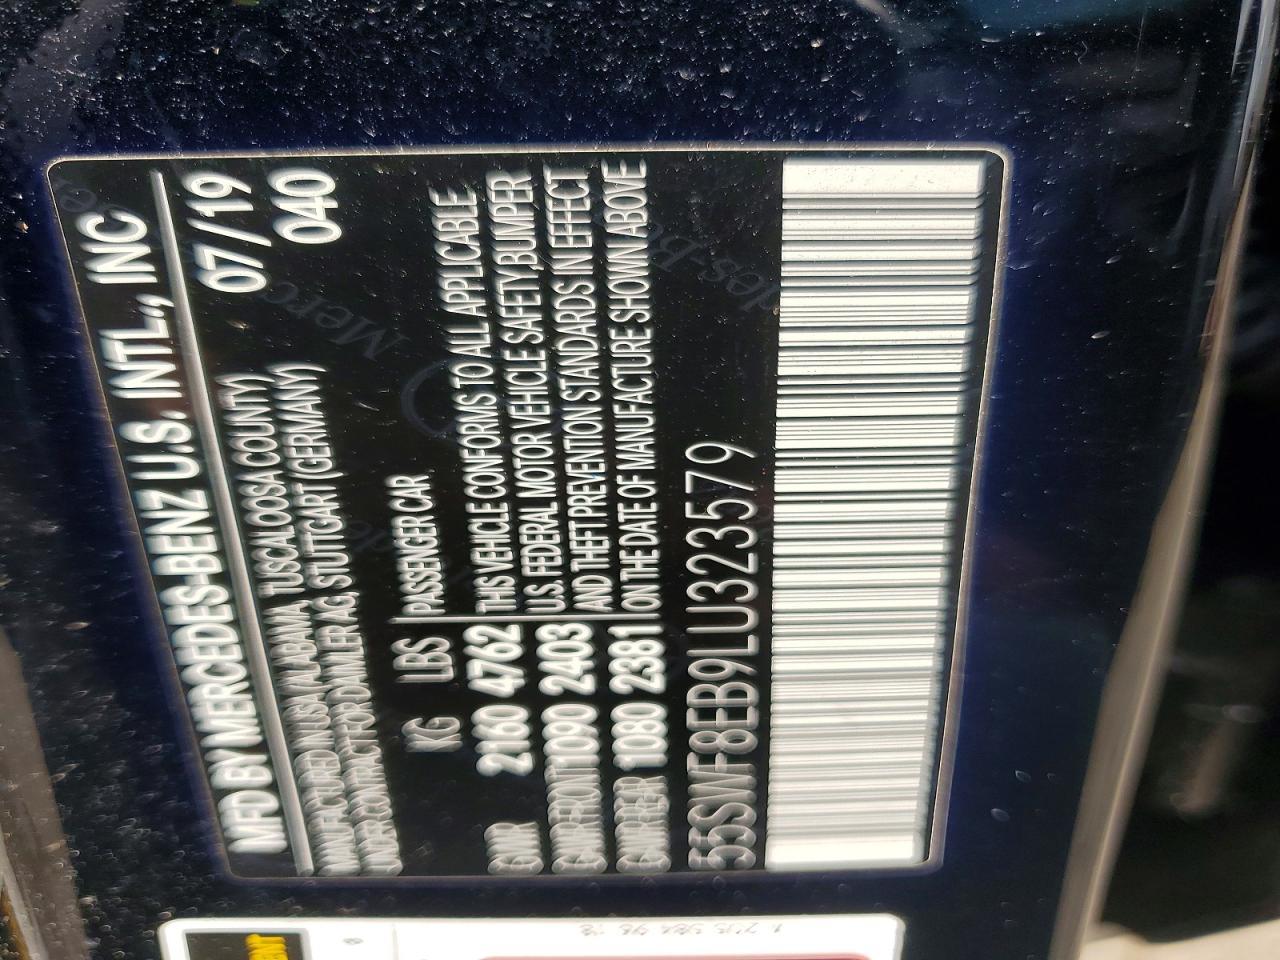 MFD BY MERCEDES-BENZ U.S. INTL., INC
MANUFACTURED IN USA (ALABAMA, TUSCALOOSA COUNTY) 07/19
UNDER CONTRACT FOR DAIMLER AG, STUTTGART (GERMANY) 040
KG LBS PASSENGER CAR
GVWR 2160 4762 THIS VEHICLE CONFORMS TO ALL APPLICABLE
GAWR FRONT 1090 2403 U.S. FEDERAL MOTOR VEHICLE SAFETY, BUMPER
GAWR REAR 1080 2381 AND THEFT PREVENTION STANDARDS IN EFFECT
ON THE DATE OF MANUFACTURE SHOWN ABOVE
55SWF8EB9LU323579